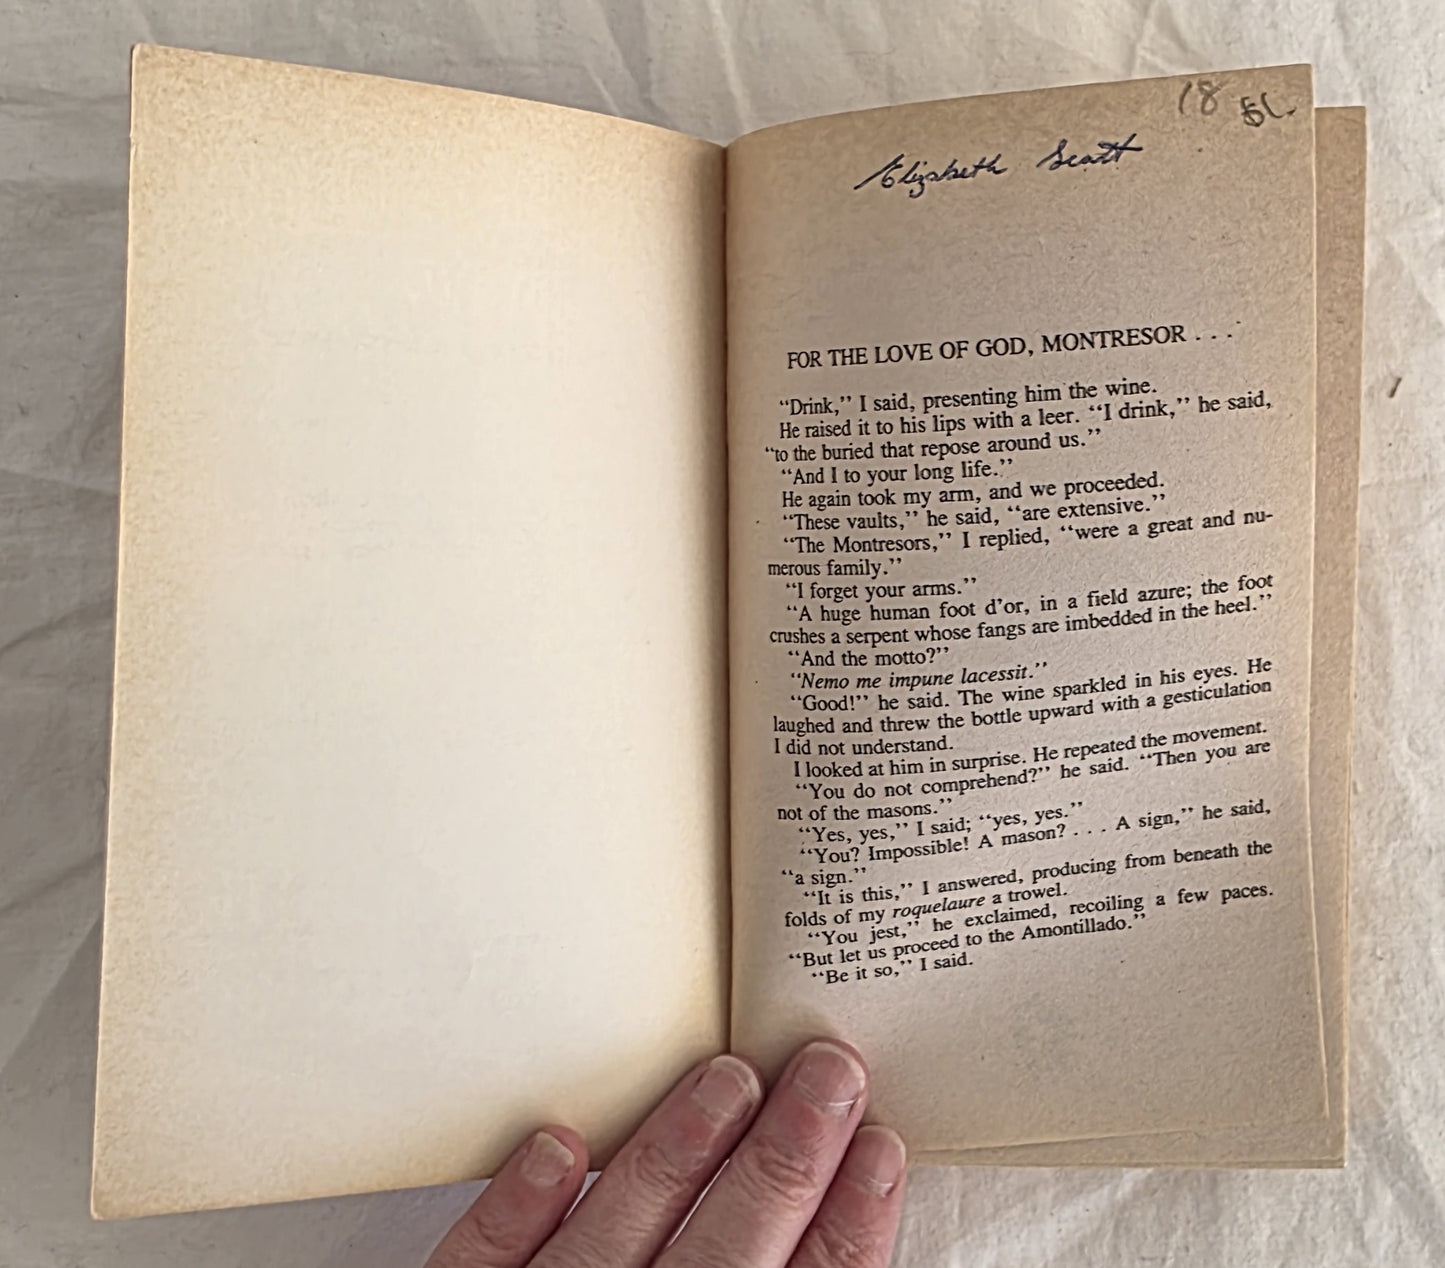 18 $1.
Elizabeth Scott
FOR THE LOVE OF GOD, MONTRESOR . . .
“Drink,” I said, presenting him the wine.
He raised it to his lips with a leer. “I drink,” he said,
“to the buried that repose around us.”
“And I to your long life.”
He again took my arm, and we proceeded.
“These vaults,” he said, “are extensive.”
“The Montresors,” I replied, “were a great and nu-
merous family.”
“I forget your arms.”
“A huge human foot d’or, in a field azure; the foot
crushes a serpent whose fangs are imbedded in the heel.”
“And the motto?”
“Nemo me impune lacessit.”
“Good!” he said. The wine sparkled in his eyes. He
laughed and threw the bottle upward with a gesticulation
I did not understand.
I looked at him in surprise. He repeated the movement.
“You do not comprehend?” he said. “Then you are
not of the masons.”
“Yes, yes,” I said; “yes, yes.”
“You? Impossible! A mason? . . . A sign,” he said,
“a sign.”
“It is this,” I answered, producing from beneath the
folds of my roquelaure a trowel.
“You jest,” he exclaimed, recoiling a few paces.
“But let us proceed to the Amontillado.”
“Be it so,” I said.